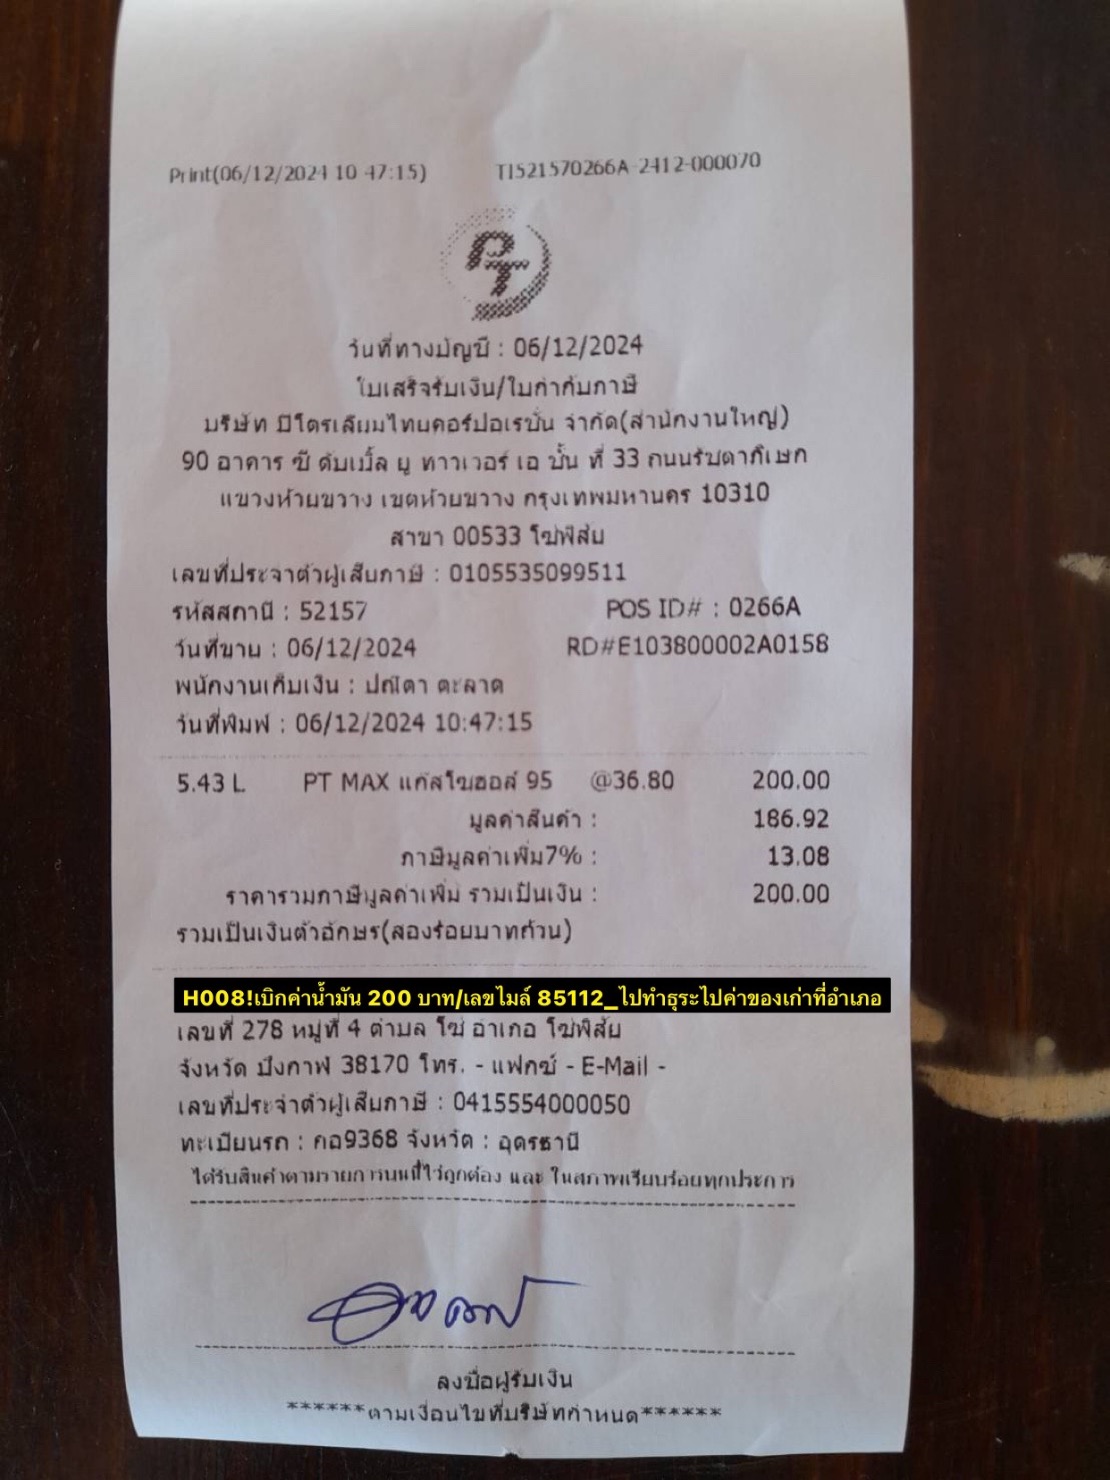 Print(06/12/2024 10:47:15) TI521570266A-2412-000070
PT
วันที่ทางบัญชี : 06/12/2024
ใบเสร็จรับเงิน/ใบกำกับภาษี
บริษัท ปิโตรเลียมไทยคอร์ปอเรชั่น จำกัด(สำนักงานใหญ่)
90 อาคาร ซี ดับเบิ้ล ยู ทาวเวอร์ เอ ชั้น ที่ 33 ถนนรัชดาภิเษก
แขวงห้วยขวาง เขตห้วยขวาง กรุงเทพมหานคร 10310
สาขา 00533 โซ่พิสัย
เลขที่ประจำตัวผู้เสียภาษี : 0105535099511
รหัสสถานี : 52157 POS ID# : 0266A
วันที่ขาย : 06/12/2024 RD#E103800002A0158
พนักงานเก็บเงิน : ปณิตา ตะลาด
วันที่พิมพ์ : 06/12/2024 10:47:15
5.43 L PT MAX แก๊สโซฮอล์ 95 @36.80 200.00
มูลค่าสินค้า : 186.92
ภาษีมูลค่าเพิ่ม7% : 13.08
ราคารวมภาษีมูลค่าเพิ่ม รวมเป็นเงิน : 200.00
รวมเป็นเงินตัวอักษร(สองร้อยบาทถ้วน)
H008!เบิกค่าน้ำมัน 200 บาท/เลขไมล์ 85112_ไปทำธุระไปค่าของเก่าที่อำเภอ
เลขที่ 278 หมู่ที่ 4 ตำบล โซ่ อำเภอ โซ่พิสัย
จังหวัด บึงกาฬ 38170 โทร. - แฟกซ์ - E-Mail -
เลขที่ประจำตัวผู้เสียภาษี : 0415554000050
ทะเบียนรถ : กอ9368 จังหวัด : อุดรธานี
ได้รับสินค้าตามรายการบนนี้ไว้ถูกต้อง และ ในสภาพเรียบร้อยทุกประการ
ลงชื่อผู้รับเงิน
******ตามเงื่อนไขที่บริษัทกำหนด******